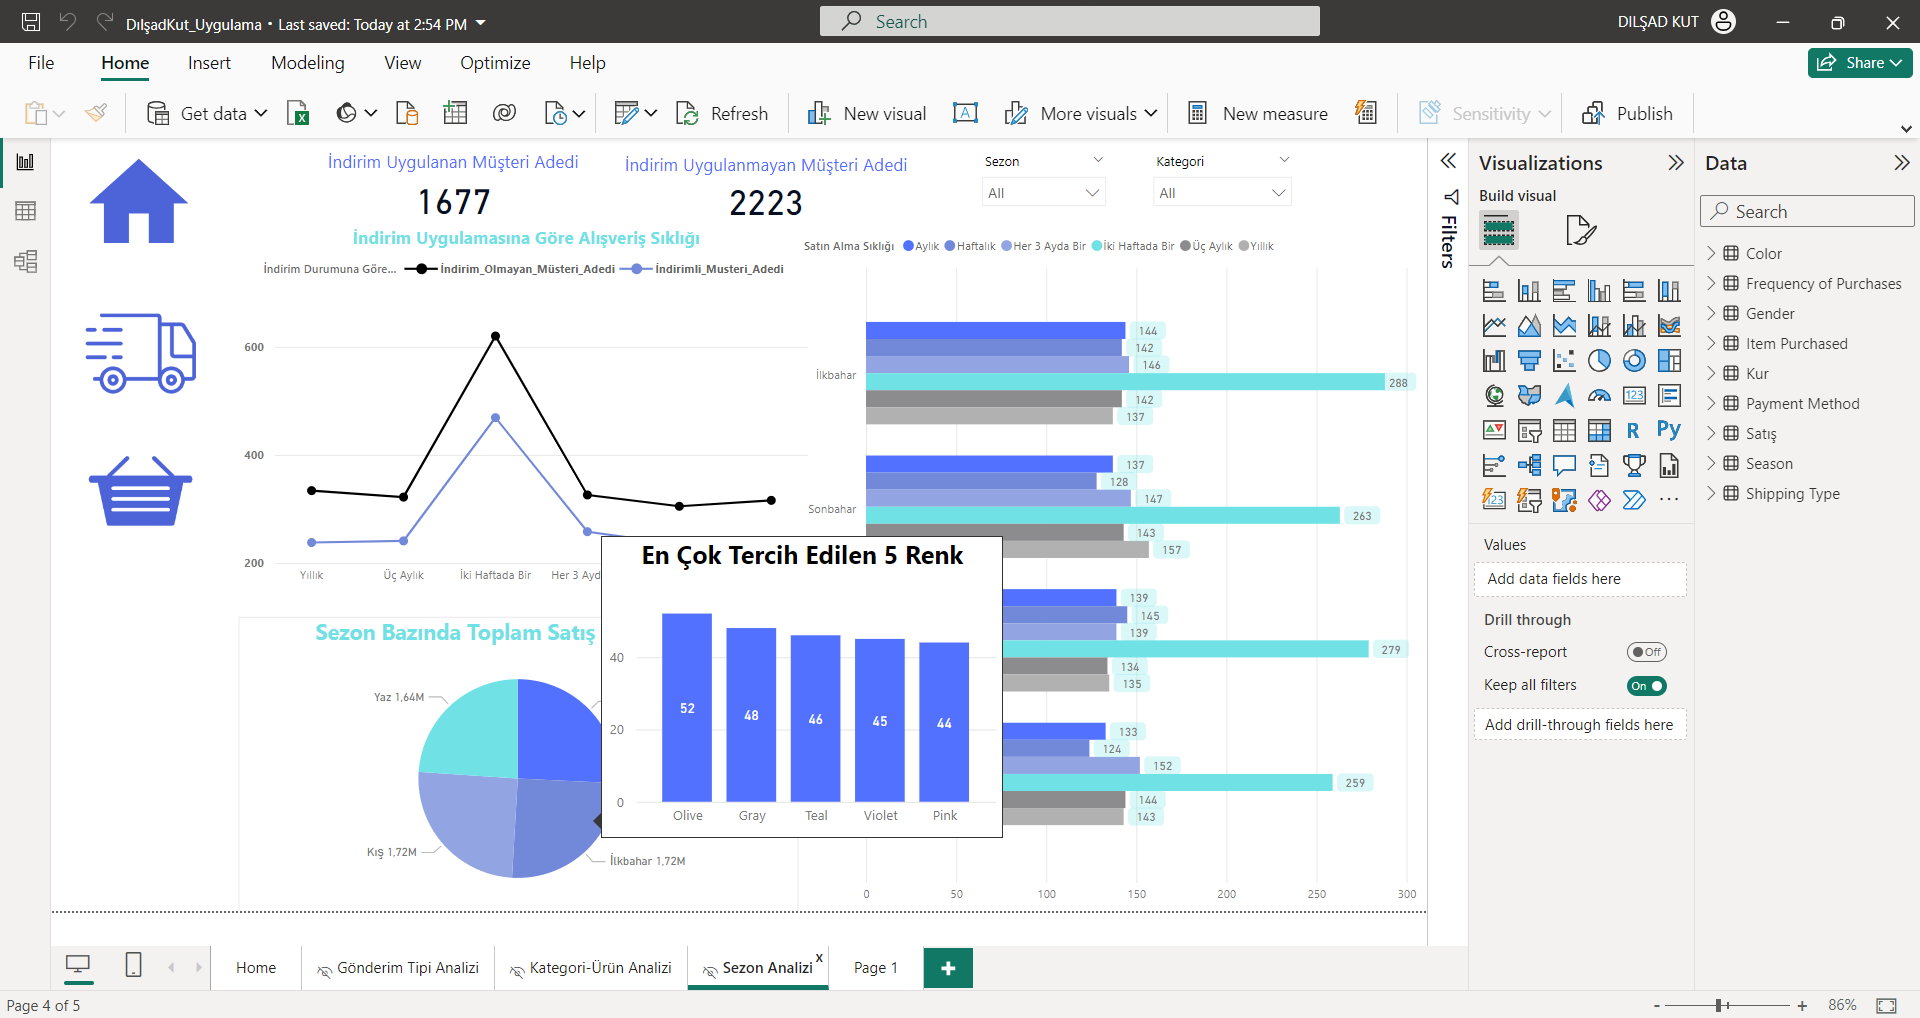 DılşadKut_Uygulama • Last saved: Today at 2:54 PM
Search
DILŞAD KUT
File Home Insert Modeling View Optimize Help
Share
Get data
Refresh
New visual
More visuals
New measure
Sensitivity
Publish
İndirim Uygulanan Müşteri Adedi
1677
İndirim Uygulanmayan Müşteri Adedi
2223
Sezon
All
Kategori
All
İndirim Uygulamasına Göre Alışveriş Sıklığı
İndirim Durumuna Göre... İndirim_Olmayan_Müsteri_Adedi İndirimli_Musteri_Adedi
600
400
200
Yıllık Üç Aylık İki Haftada Bir Her 3 Ayd
Satın Alma Sıklığı Aylık Haftalık Her 3 Ayda Bir İki Haftada Bir Üç Aylık Yıllık
İlkbahar
144
142
146
288
142
137
Sonbahar
137
128
147
263
143
157
139
145
139
279
134
135
133
124
152
259
144
143
0 50 100 150 200 250 300
Sezon Bazında Toplam Satış
Yaz 1,64M
Kış 1,72M
İlkbahar 1,72M
En Çok Tercih Edilen 5 Renk
40
20
0
52 48 46 45 44
Olive Gray Teal Violet Pink
Filters
Visualizations
Build visual
123
R Py
123
...
Values
Add data fields here
Drill through
Cross-report Off
Keep all filters On
Add drill-through fields here
Data
Search
Color
Frequency of Purchases
Gender
Item Purchased
Kur
Payment Method
Satış
Season
Shipping Type
Home
Gönderim Tipi Analizi
Kategori-Ürün Analizi
Sezon Analizi x
Page 1
+
Page 4 of 5
- + 86%